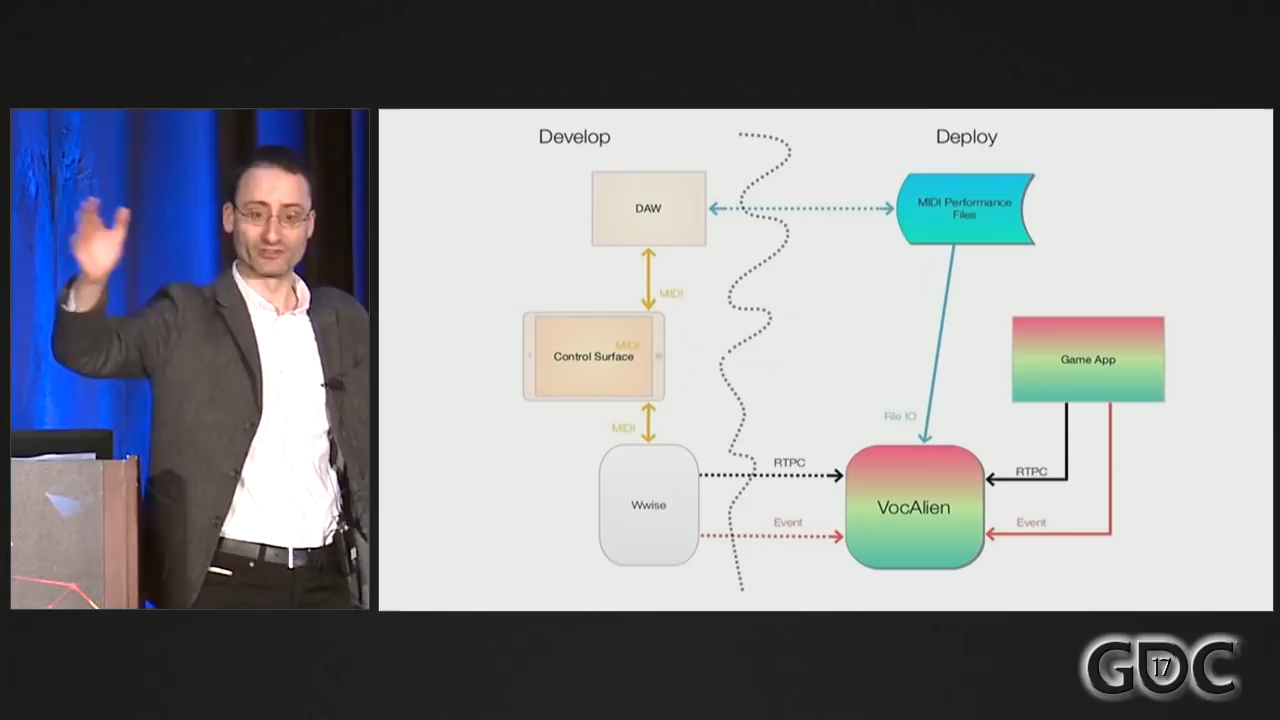 Develop
Deploy
DAW
MIDI Performance
Files
MIDI
MIDI
Control Surface
Game App
File IO
MIDI
RTPC
RTPC
Wwise
VocAlien
Event
Event
GDC
17